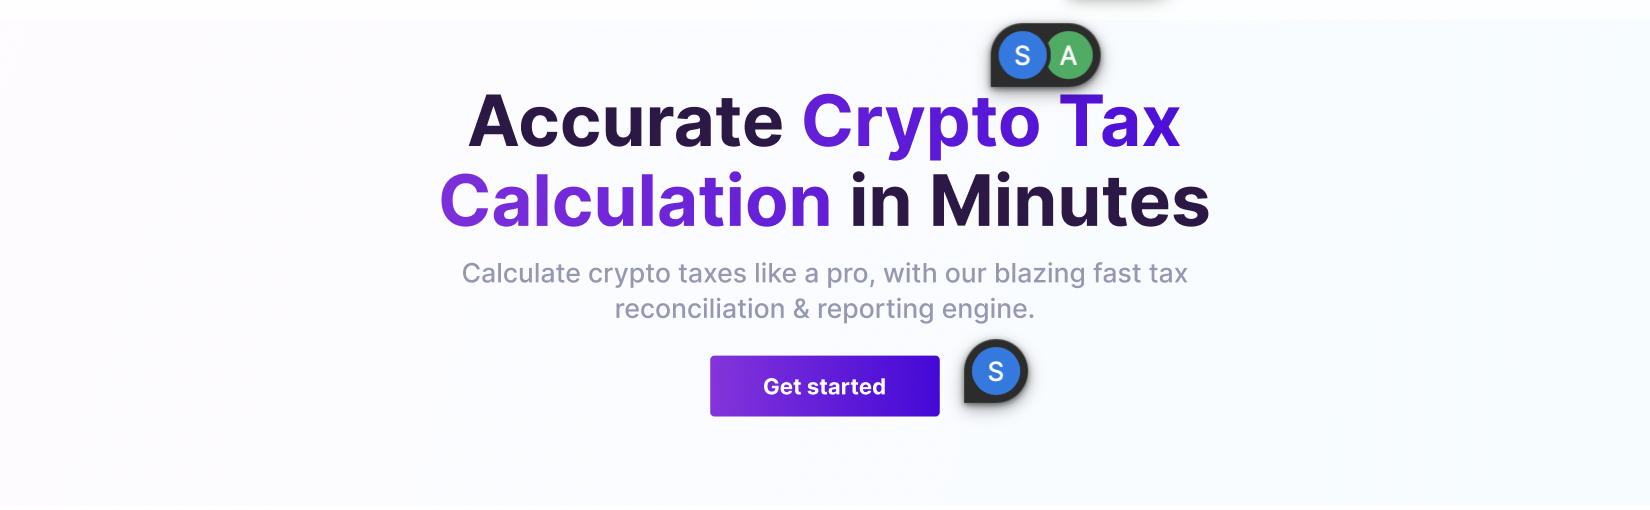 S A
Accurate Crypto Tax
Calculation in Minutes
Calculate crypto taxes like a pro, with our blazing fast tax
reconciliation & reporting engine.
Get started
S